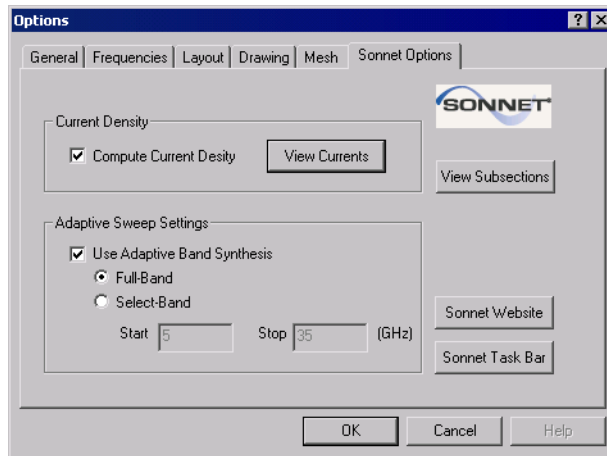 Options
General
Frequencies
Layout
Drawing
Mesh
Sonnet Options
SONNET
Current Density
Compute Current Desity
View Currents
View Subsections
Adaptive Sweep Settings
Use Adaptive Band Synthesis
Full-Band
Select-Band
Start 5 Stop 35 (GHz)
Sonnet Website
Sonnet Task Bar
OK
Cancel
Help